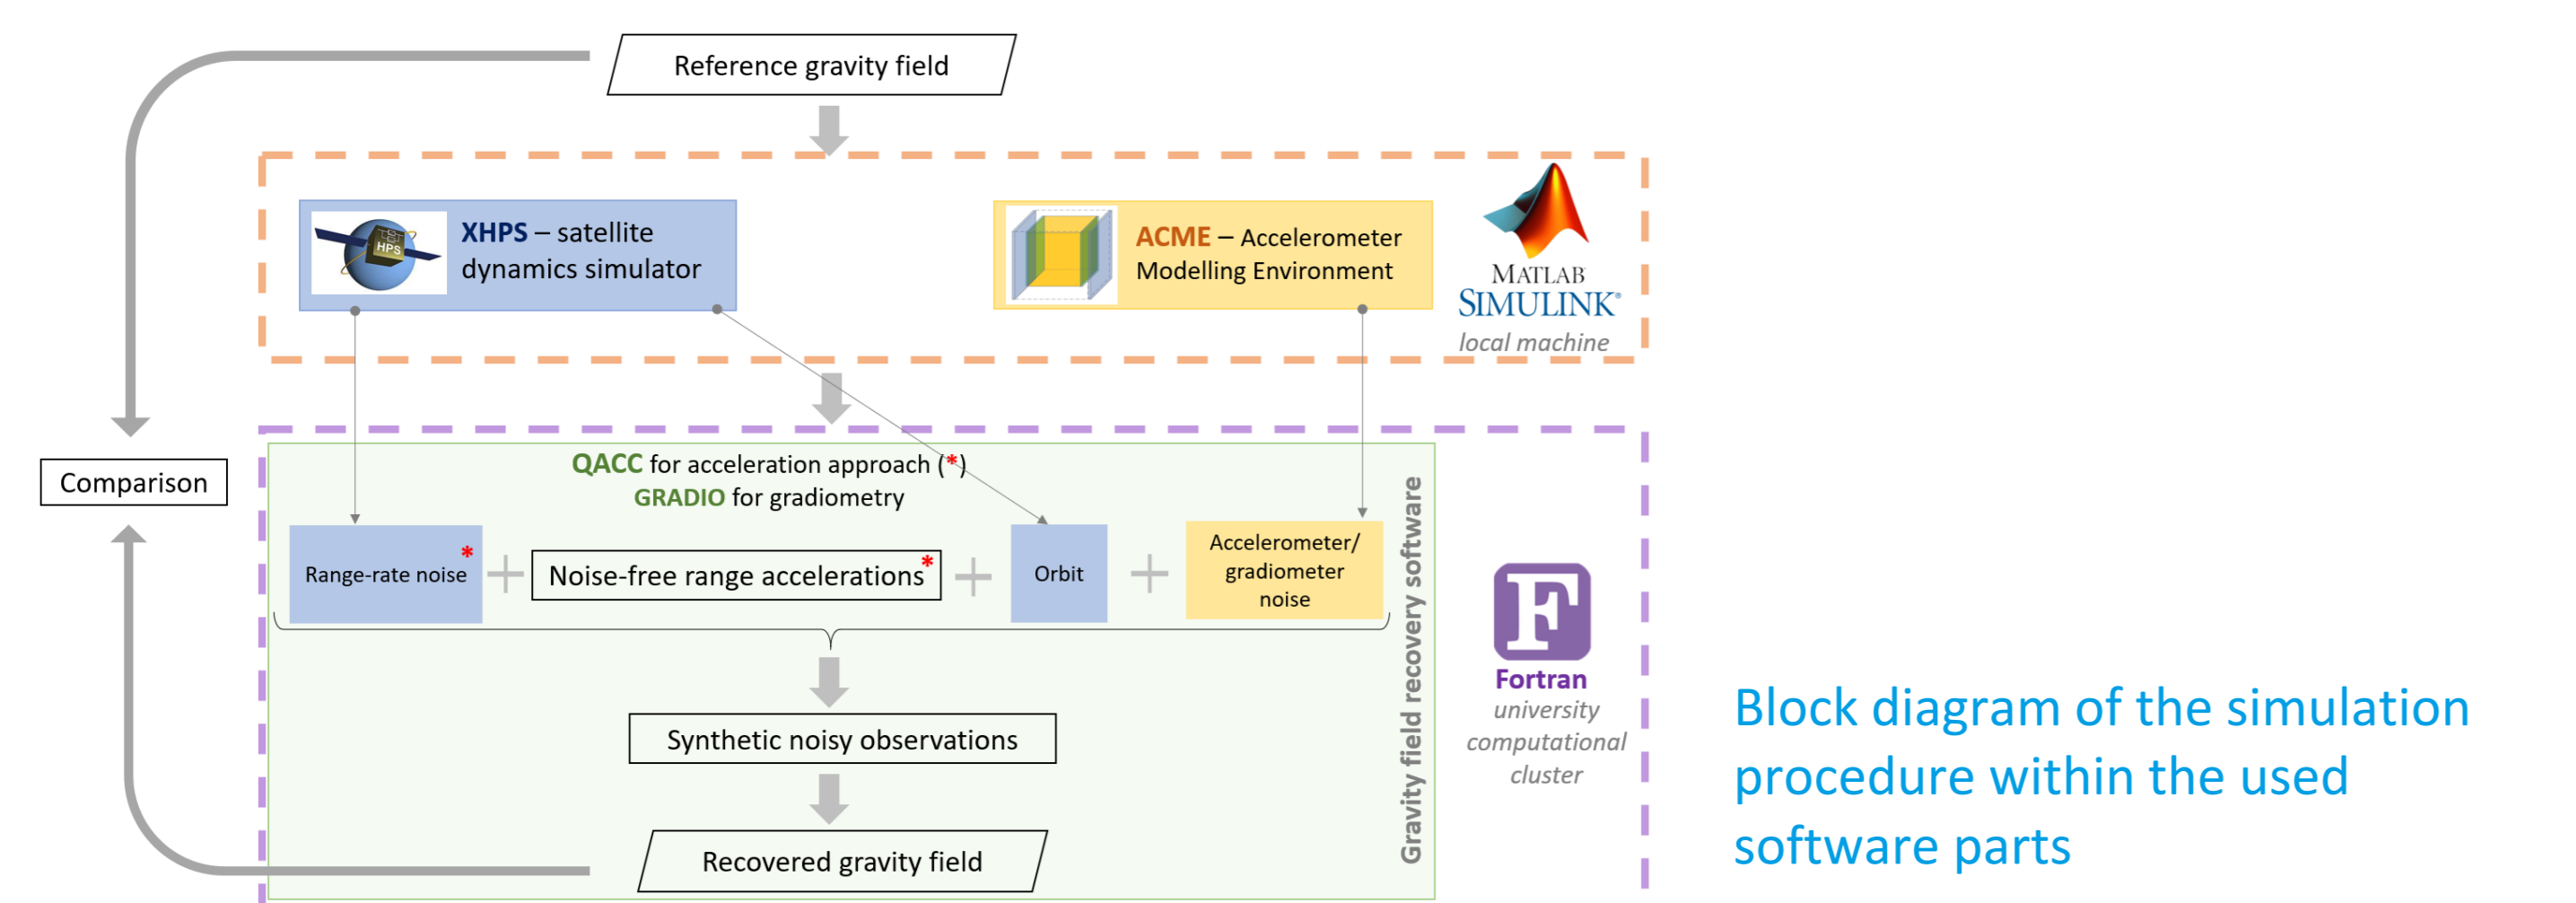 Reference gravity field
HPS
XHPS – satellite
dynamics simulator
ACME – Accelerometer
Modelling Environment
MATLAB
SIMULINK®
local machine
Comparison
QACC for acceleration approach (*)
GRADIO for gradiometry
Range-rate noise *
+
Noise-free range accelerations *
+
Orbit
+
Accelerometer/
gradiometer
noise
Gravity field recovery software
F
Fortran
university
computational
cluster
Synthetic noisy observations
Recovered gravity field
Block diagram of the simulation
procedure within the used
software parts